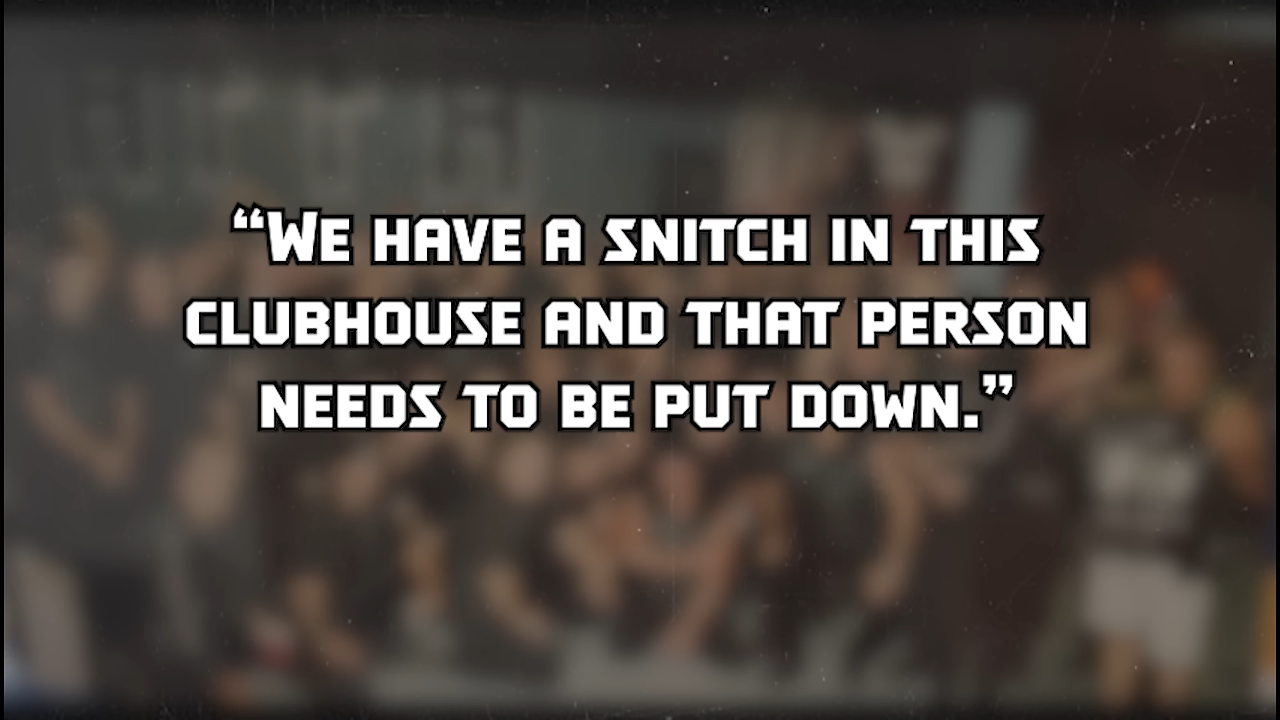 “WE HAVE A SNITCH IN THIS
CLUBHOUSE AND THAT PERSON
NEEDS TO BE PUT DOWN.”